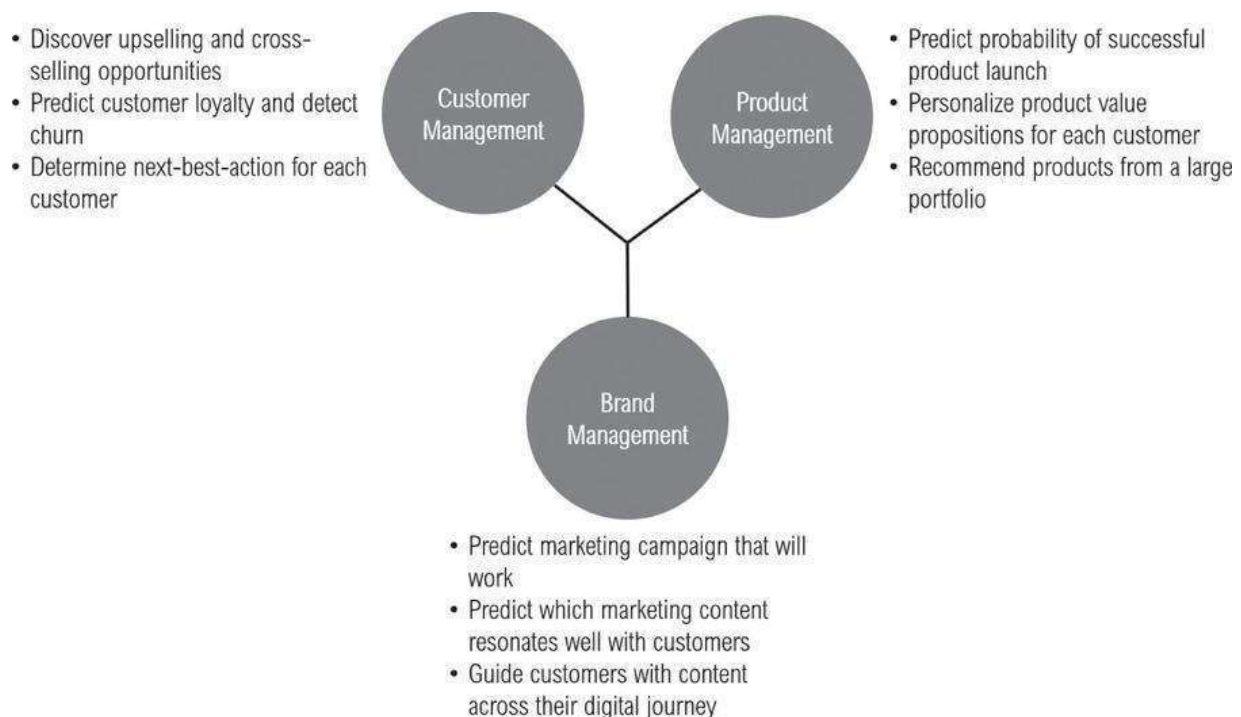 • Discover upselling and cross-
selling opportunities
• Predict customer loyalty and detect
churn
• Determine next-best-action for each
customer
Customer
Management
Product
Management
• Predict probability of successful
product launch
• Personalize product value
propositions for each customer
• Recommend products from a large
portfolio
Brand
Management
• Predict marketing campaign that will
work
• Predict which marketing content
resonates well with customers
• Guide customers with content
across their digital journey